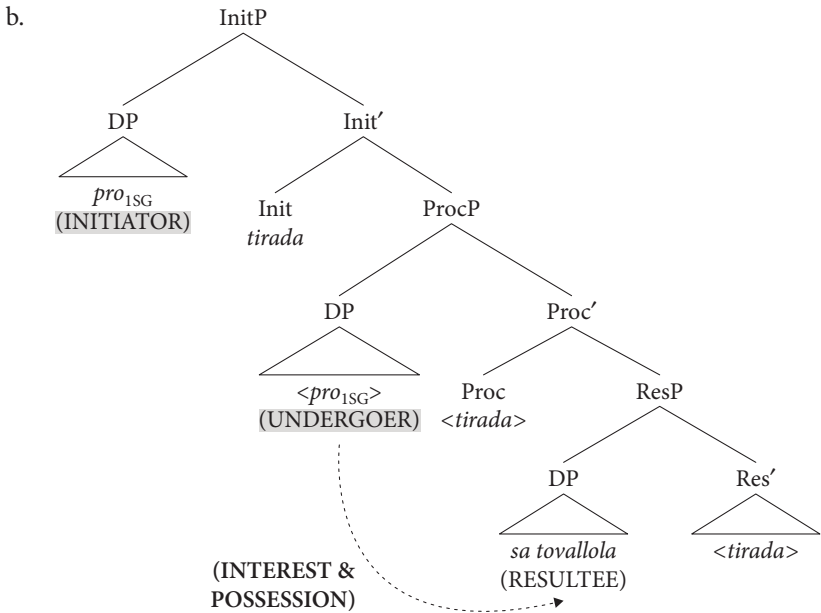 b.
InitP
DP Init′
pro1SG
(INITIATOR)
Init ProcP
tirada
DP Proc′
<pro1SG>
(UNDERGOER)
Proc ResP
<tirada>
DP Res′
sa tovallola <tirada>
(RESULTEE)
(INTEREST &
POSSESSION)